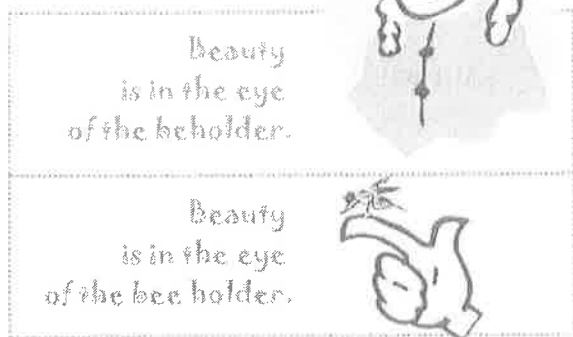 Beauty
is in the eye
of the beholder.
Beauty
is in the eye
of the bee holder.